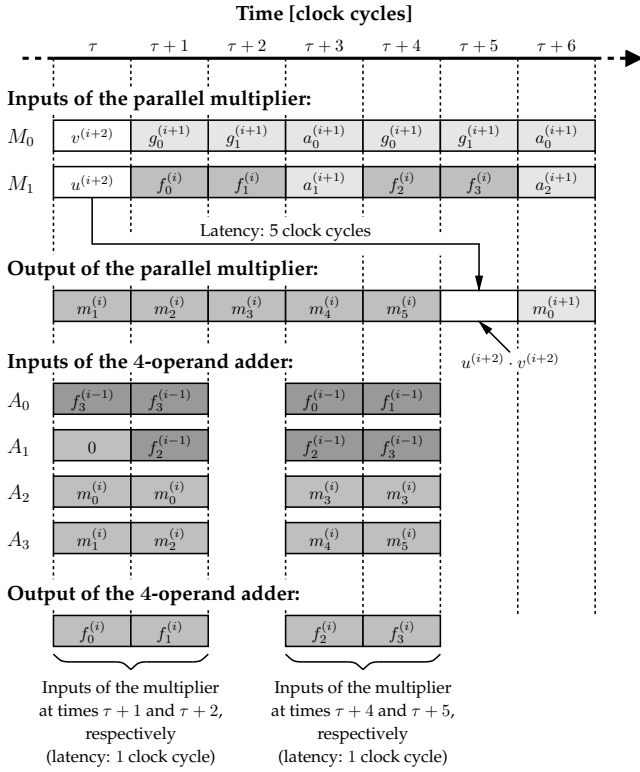 Time [clock cycles]
τ τ + 1 τ + 2 τ + 3 τ + 4 τ + 5 τ + 6
Inputs of the parallel multiplier:
M₀ v⁽ⁱ⁺²⁾ g₀⁽ⁱ⁺¹⁾ g₁⁽ⁱ⁺¹⁾ a₀⁽ⁱ⁺¹⁾ g₀⁽ⁱ⁺¹⁾ g₁⁽ⁱ⁺¹⁾ a₀⁽ⁱ⁺¹⁾
M₁ u⁽ⁱ⁺²⁾ f₀⁽ⁱ⁾ f₁⁽ⁱ⁾ a₁⁽ⁱ⁺¹⁾ f₂⁽ⁱ⁾ f₃⁽ⁱ⁾ a₂⁽ⁱ⁺¹⁾
Latency: 5 clock cycles
Output of the parallel multiplier:
m₁⁽ⁱ⁾ m₂⁽ⁱ⁾ m₃⁽ⁱ⁾ m₄⁽ⁱ⁾ m₅⁽ⁱ⁾ m₀⁽ⁱ⁺¹⁾
u⁽ⁱ⁺²⁾ · v⁽ⁱ⁺²⁾
Inputs of the 4-operand adder:
A₀ f₃⁽ⁱ⁻¹⁾ f₃⁽ⁱ⁻¹⁾ f₀⁽ⁱ⁻¹⁾ f₁⁽ⁱ⁻¹⁾
A₁ 0 f₂⁽ⁱ⁻¹⁾ f₂⁽ⁱ⁻¹⁾ f₃⁽ⁱ⁻¹⁾
A₂ m₀⁽ⁱ⁾ m₀⁽ⁱ⁾ m₃⁽ⁱ⁾ m₃⁽ⁱ⁾
A₃ m₁⁽ⁱ⁾ m₂⁽ⁱ⁾ m₄⁽ⁱ⁾ m₅⁽ⁱ⁾
Output of the 4-operand adder:
f₀⁽ⁱ⁾ f₁⁽ⁱ⁾ f₂⁽ⁱ⁾ f₃⁽ⁱ⁾
Inputs of the multiplier
at times τ + 1 and τ + 2,
respectively
(latency: 1 clock cycle)
Inputs of the multiplier
at times τ + 4 and τ + 5,
respectively
(latency: 1 clock cycle)